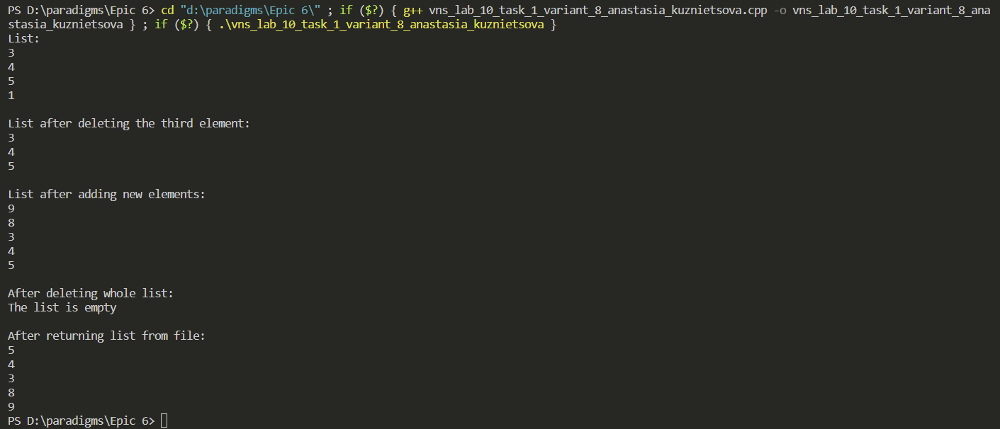 PS D:\paradigms\Epic 6> cd "d:\paradigms\Epic 6\" ; if ($?) { g++ vns_lab_10_task_1_variant_8_anastasia_kuznietsova.cpp -o vns_lab_10_task_1_variant_8_ana
stasia_kuznietsova } ; if ($?) { .\vns_lab_10_task_1_variant_8_anastasia_kuznietsova }
List:
3
4
5
1

List after deleting the third element:
3
4
5

List after adding new elements:
9
8
3
4
5

After deleting whole list:
The list is empty

After returning list from file:
5
4
3
8
9
PS D:\paradigms\Epic 6>